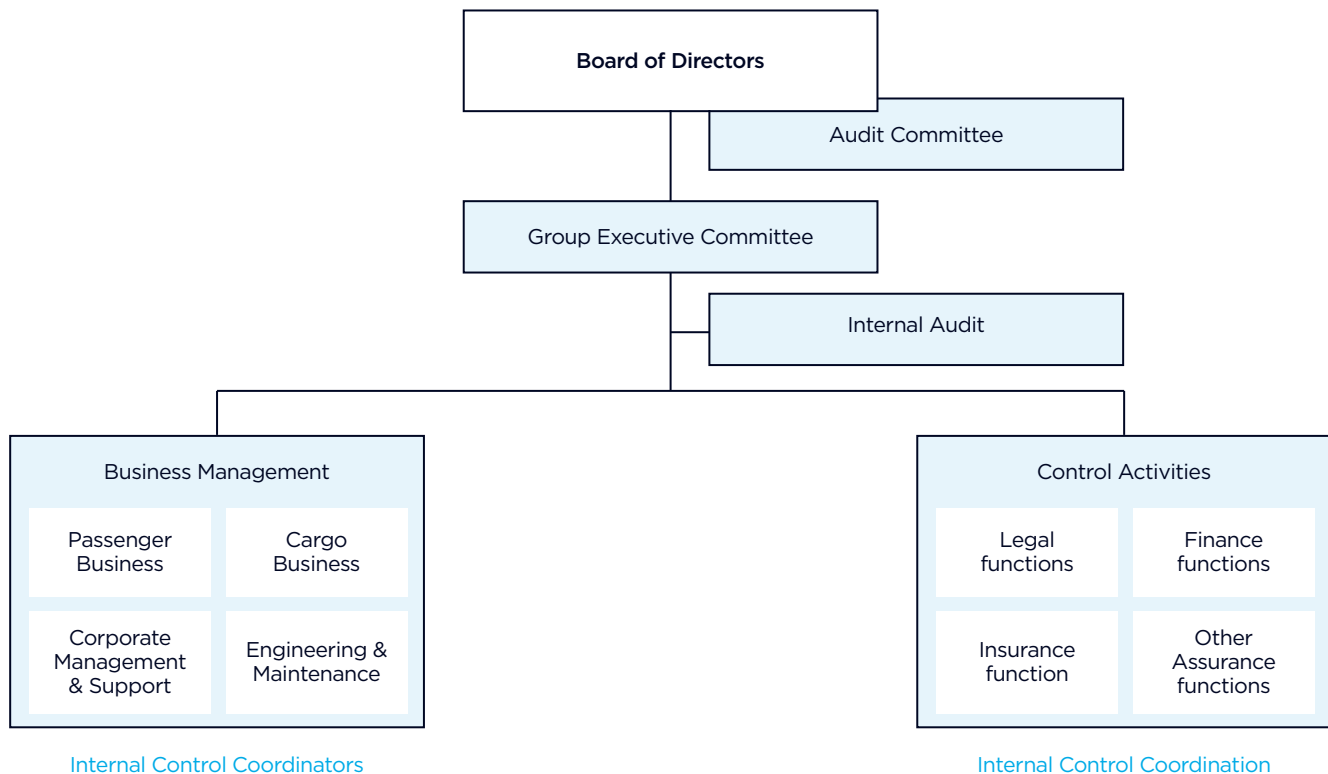 Board of Directors
Audit Committee
Group Executive Committee
Internal Audit
Business Management
Passenger
Business
Cargo
Business
Corporate
Management
& Support
Engineering &
Maintenance
Internal Control Coordinators
Control Activities
Legal
functions
Finance
functions
Insurance
function
Other
Assurance
functions
Internal Control Coordination